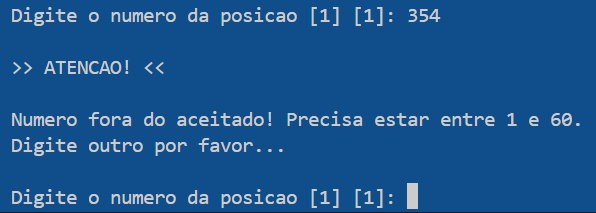 Digite o numero da posicao [1] [1]: 354
>> ATENCAO! <<
Numero fora do aceitado! Precisa estar entre 1 e 60.
Digite outro por favor...
Digite o numero da posicao [1] [1]: